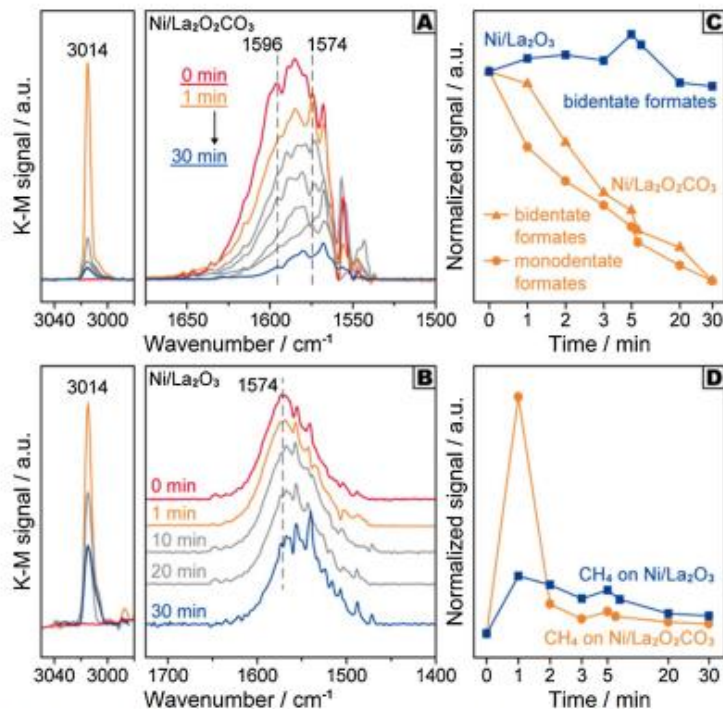 Ni/La₂O₂CO₃ A
3014
1596 1574
0 min
1 min
30 min
K-M signal / a.u.
3040 3000
1650 1600 1550 1500
Wavenumber / cm⁻¹
C
Ni/La₂O₃
bidentate formates
Ni/La₂O₂CO₃
bidentate
formates
monodentate
formates
Normalized signal / a.u.
0 1 2 3 5 20 30
Time / min
Ni/La₂O₃ B
3014
1574
0 min
1 min
10 min
20 min
30 min
K-M signal / a.u.
3040 3000
1700 1600 1500 1400
Wavenumber / cm⁻¹
D
CH₄ on Ni/La₂O₃
CH₄ on Ni/La₂O₂CO₃
Normalized signal / a.u.
0 1 2 3 5 20 30
Time / min